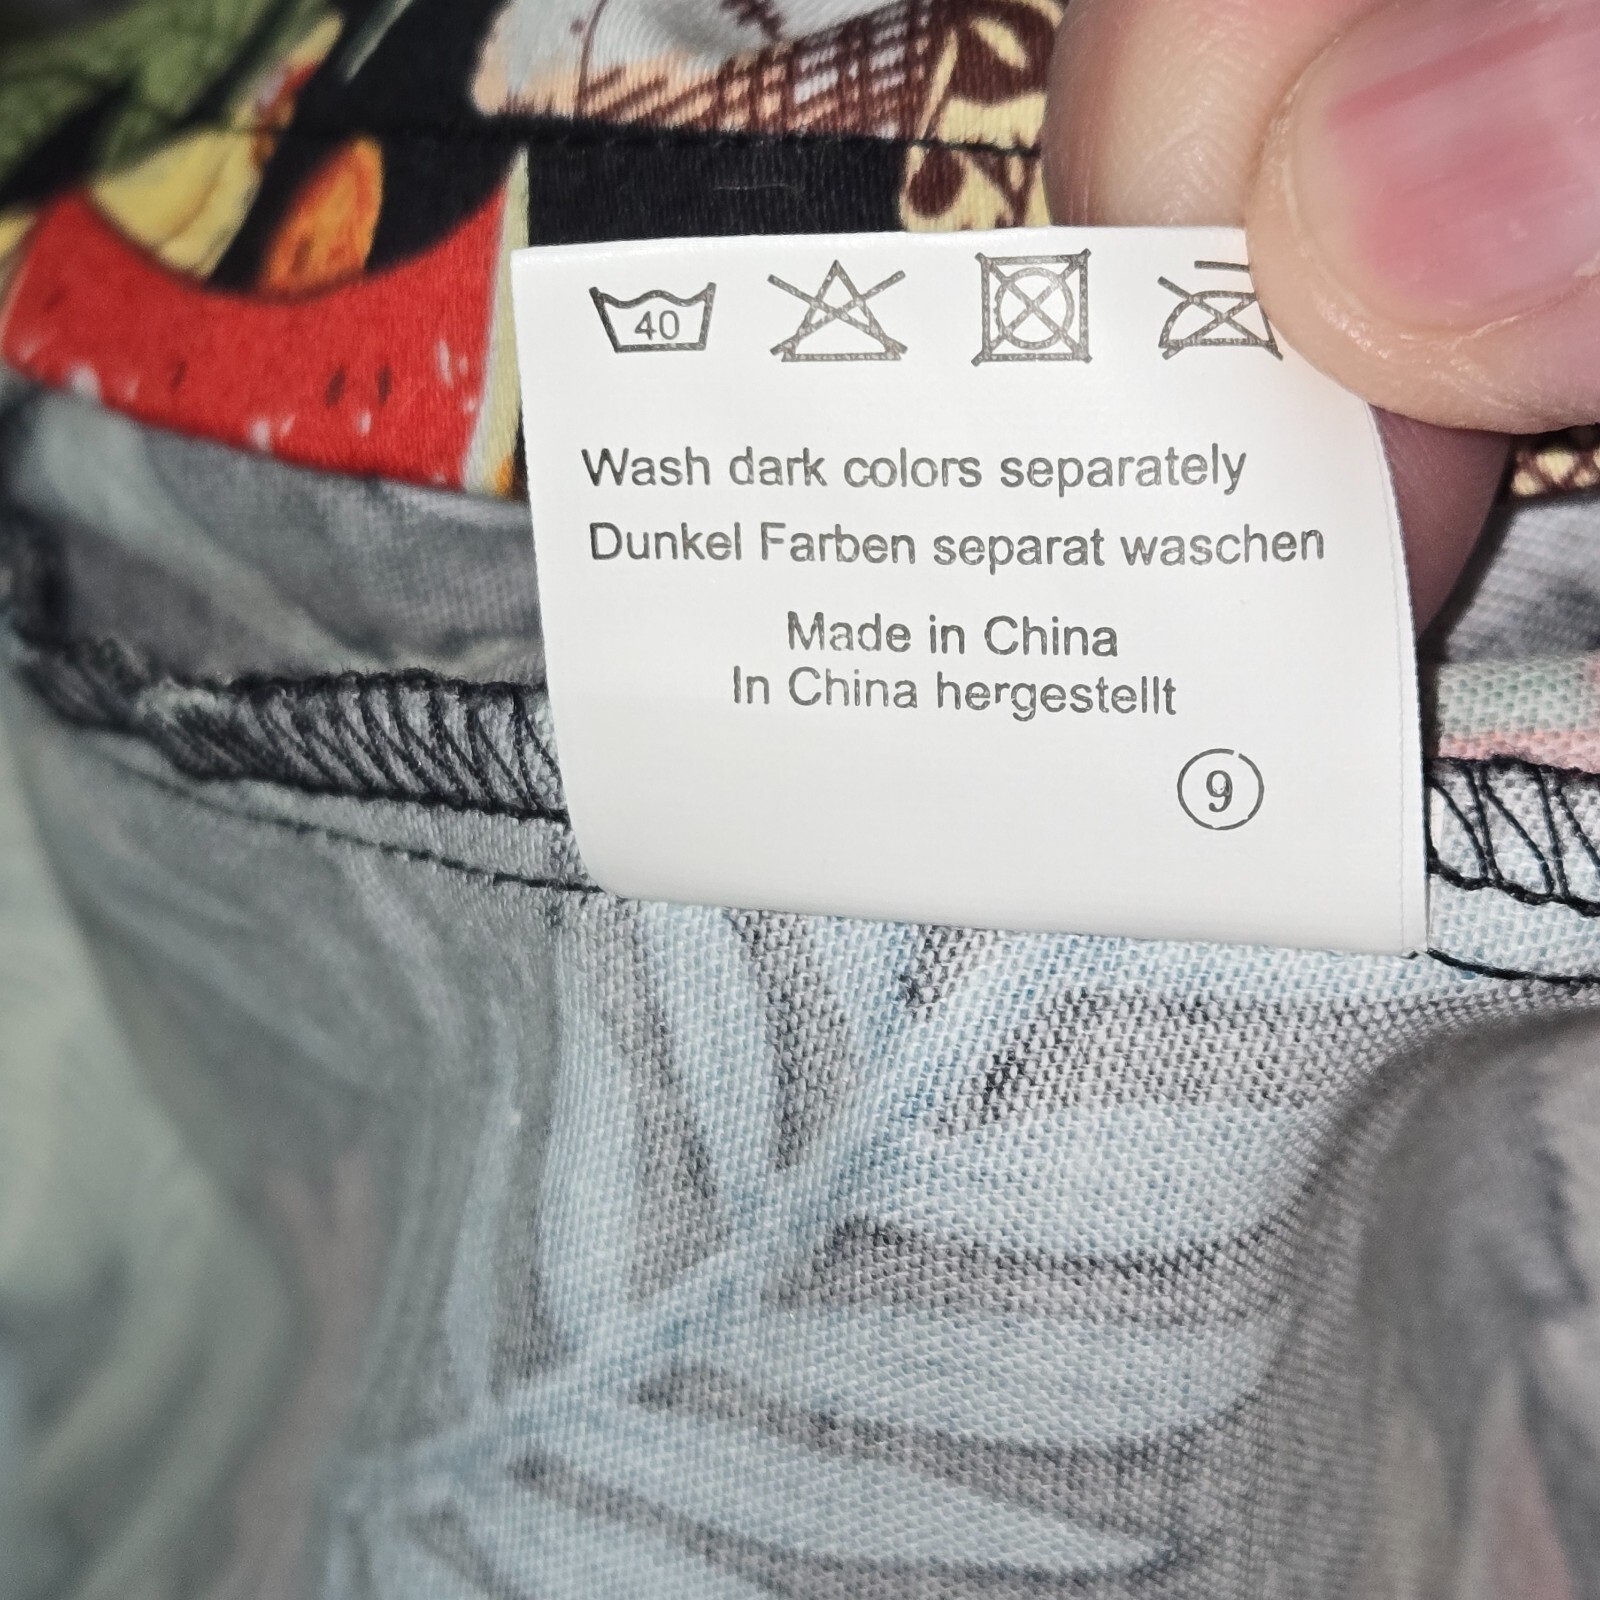 40
Wash dark colors separately
Dunkel Farben separat waschen
Made in China
In China hergestellt
9